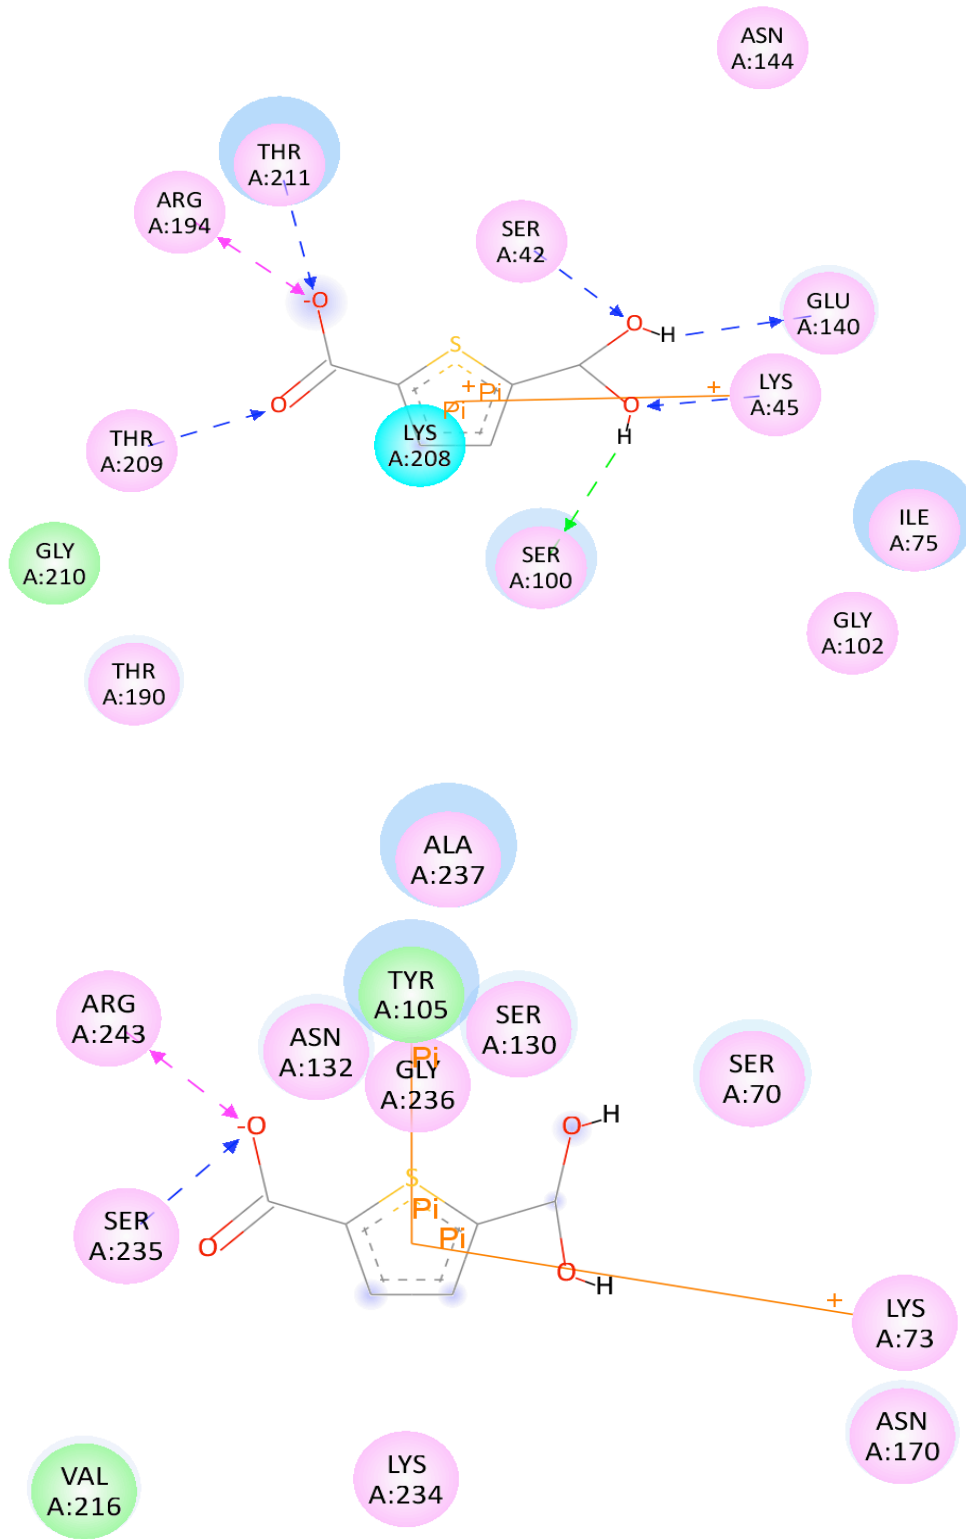 ASN
A:144
THR
A:211
ARG
A:194
SER
A:42
GLU
A:140
-O
O
H
S
LYS
A:45
+
+
Pi
Pi
O
O
H
LYS
A:208
THR
A:209
ILE
A:75
SER
A:100
GLY
A:210
GLY
A:102
THR
A:190
ALA
A:237
TYR
A:105
ARG
A:243
SER
A:130
ASN
A:132
Pi
GLY
A:236
SER
A:70
-O
O
H
S
SER
A:235
Pi
Pi
O
O
H
+
LYS
A:73
ASN
A:170
VAL
A:216
LYS
A:234